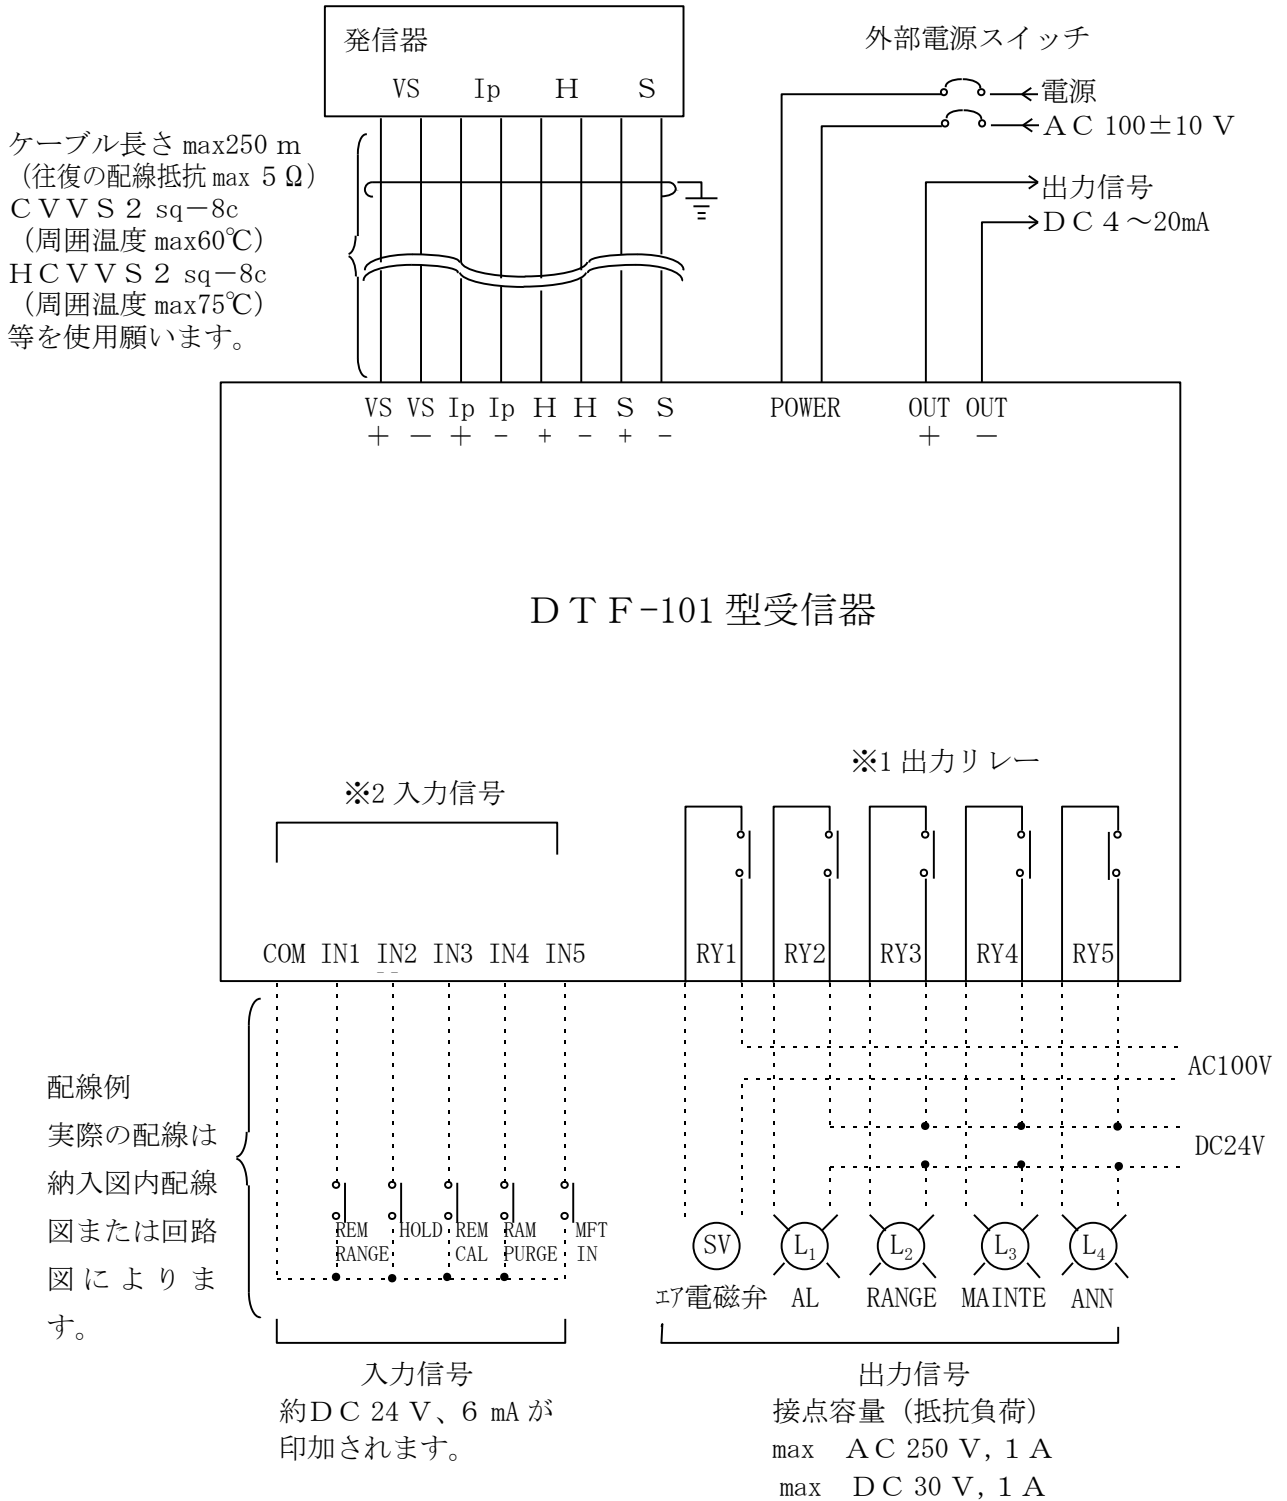 発信器
VS Ip H S
外部電源スイッチ
電源
AC 100±10 V
出力信号
DC4~20mA
ケーブル長さ max250 m
(往復の配線抵抗 max 5Ω)
CVVS2 sq-8c
(周囲温度 max60℃)
HCVVS2 sq-8c
(周囲温度 max75℃)
等を使用願います。
VS VS Ip Ip H H S S POWER OUT OUT
+ - + - + - + - + -
DTF-101 型受信器
※1 出力リレー
※2 入力信号
COM IN1 IN2 IN3 IN4 IN5 RY1 RY2 RY3 RY4 RY5
AC100V
DC24V
配線例
実際の配線は
納入図内配線
図または回路
図によりま
す。
REM HOLD REM RAM MFT
RANGE CAL PURGE IN
SV L1 L2 L3 L4
エア電磁弁 AL RANGE MAINTE ANN
入力信号
約DC 24 V、6 mA が
印加されます。
出力信号
接点容量(抵抗負荷)
max AC 250 V, 1 A
max DC 30 V, 1 A